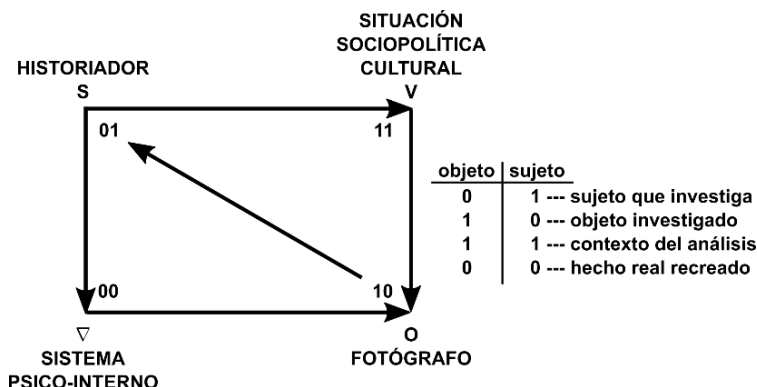 SITUACIÓN
SOCIOPOLÍTICA
CULTURAL
HISTORIADOR
S
V
01
11
objeto sujeto
0 1 --- sujeto que investiga
1 0 --- objeto investigado
1 1 --- contexto del análisis
0 0 --- hecho real recreado
00
10
▽
O
SISTEMA
PSICO-INTERNO
FOTÓGRAFO